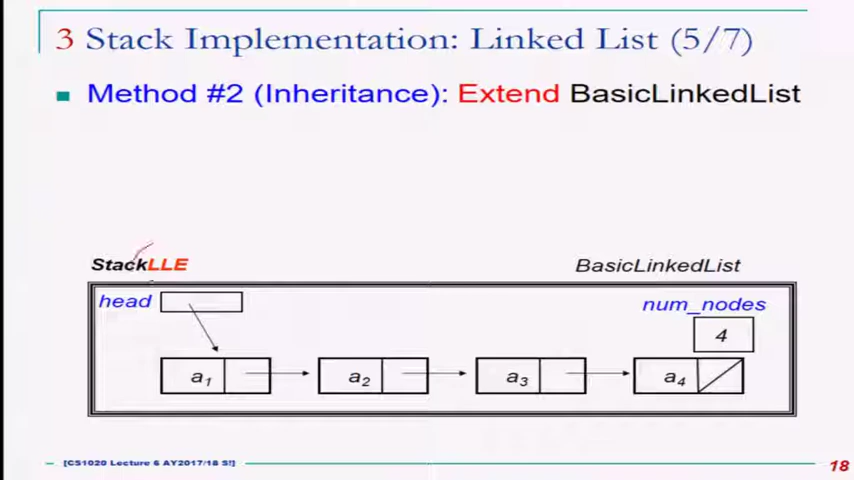 3 Stack Implementation: Linked List (5/7)
Method #2 (Inheritance): Extend BasicLinkedList
StackLLE
BasicLinkedList
head
num_nodes
4
a1
a2
a3
a4
[CS1020 Lecture 6 AY2017/18 S1]
18